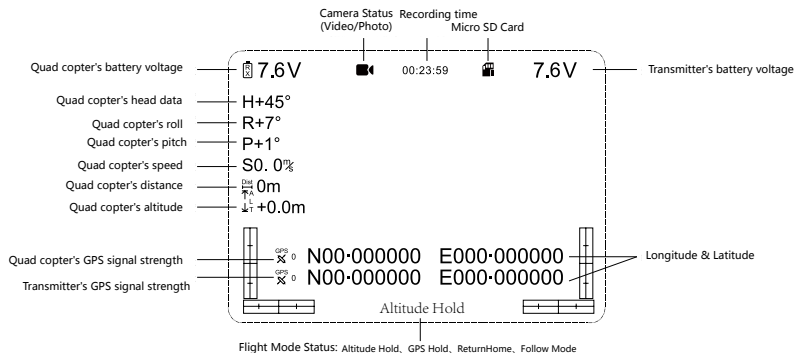 Camera Status
(Video/Photo)
Recording time
Micro SD Card
Quad copter's battery voltage
RX 7.6V
00:23:59
7.6V
Transmitter's battery voltage
Quad copter's head data
H+45°
Quad copter's roll
R+7°
Quad copter's pitch
P+1°
Quad copter's speed
S0. 0m/s
Quad copter's distance
Dist 0m
Quad copter's altitude
ALT +0.0m
Quad copter's GPS signal strength
GPS 0 N00·000000 E000·000000
Longitude & Latitude
Transmitter's GPS signal strength
GPS 0 N00·000000 E000·000000
Altitude Hold
Flight Mode Status: Altitude Hold、GPS Hold、ReturnHome、Follow Mode